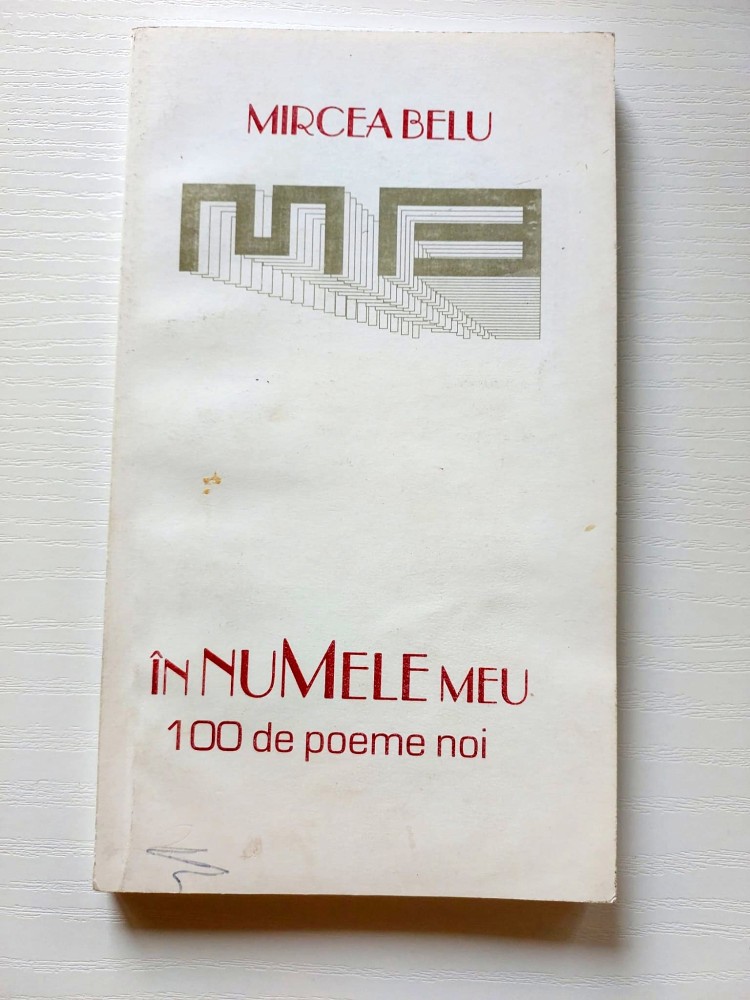 MIRCEA BELU
ÎN NUMELE MEU
100 de poeme noi